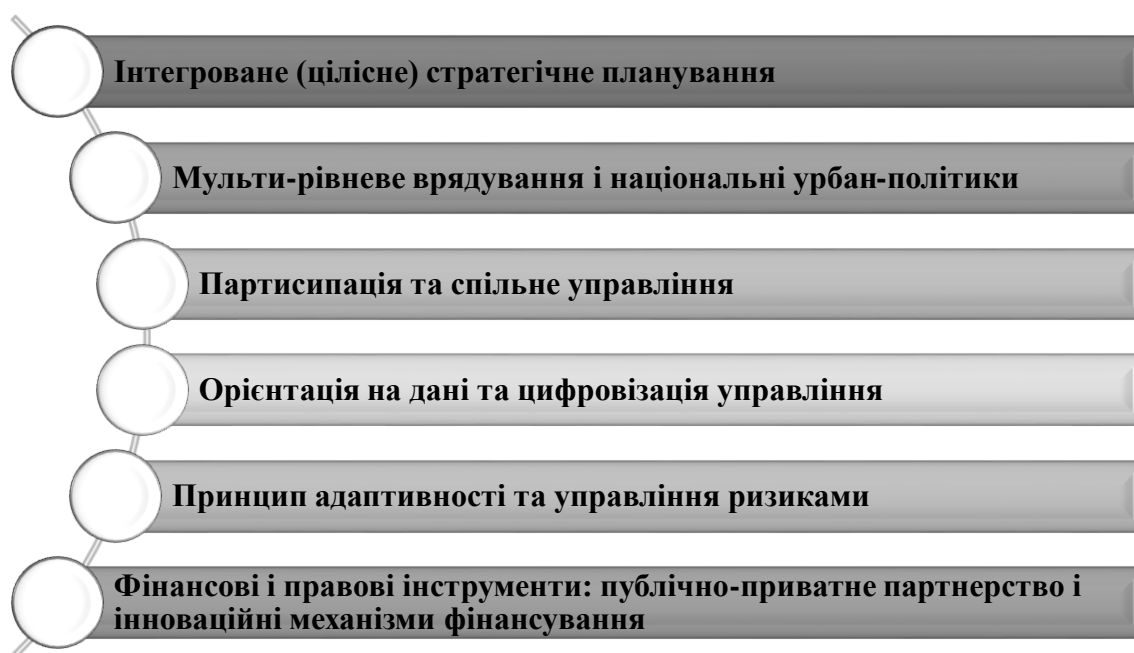 Інтегроване (цілісне) стратегічне планування
Мульти-рівневе врядування і національні урбан-політики
Партисипація та спільне управління
Орієнтація на дані та цифровізація управління
Принцип адаптивності та управління ризиками
Фінансові і правові інструменти: публічно-приватне партнерство і
інноваційні механізми фінансування